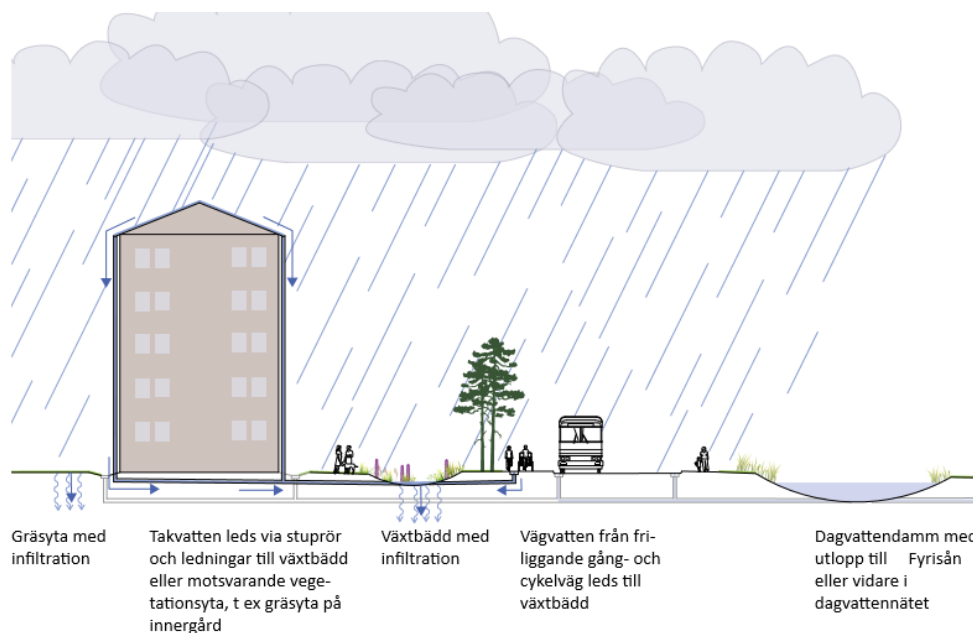 Gräsyta med
infiltration
Takvatten leds via stuprör
och ledningar till växtbädd
eller motsvarande vege-
tationsyta, t ex gräsyta på
innergård
Växtbädd med
infiltration
Vägvatten från fri-
liggande gång- och
cykelväg leds till
växtbädd
Dagvattendamm med
utlopp till Fyrisån
eller vidare i
dagvattennätet